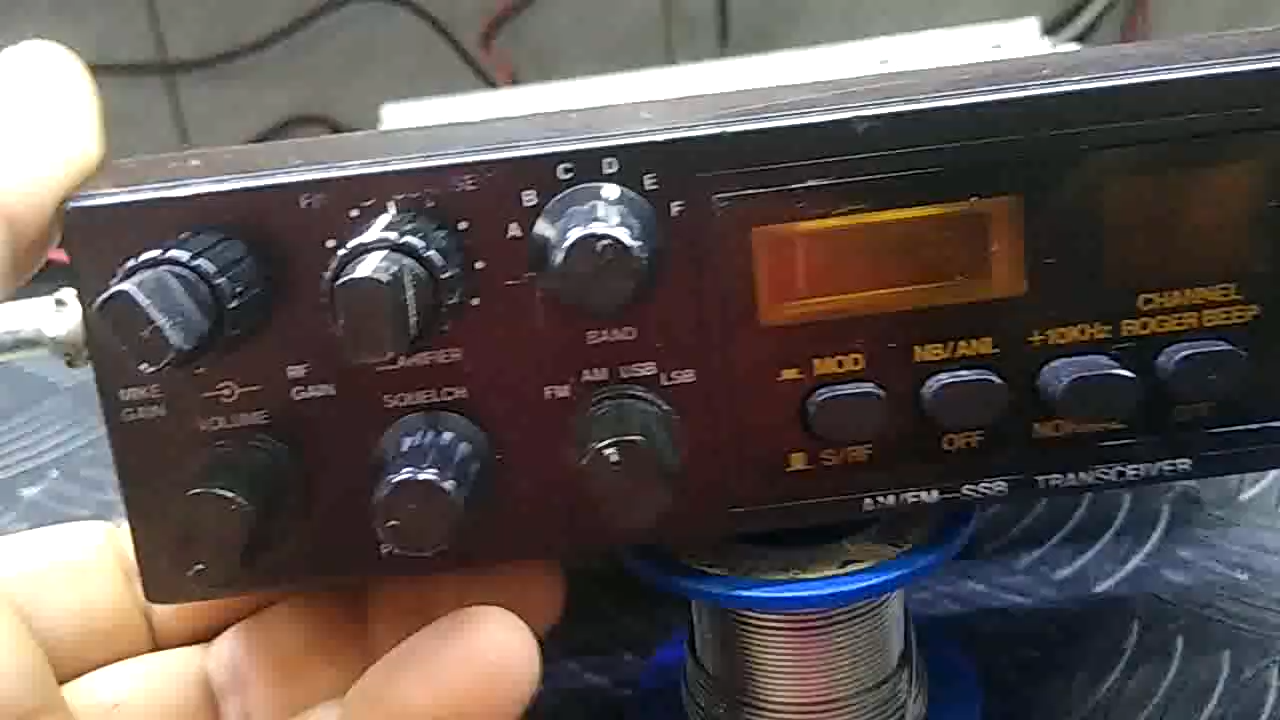 A B C D E F
BAND
MIKE
GAIN
RF
GAIN
VOLUME
SQUELCH
FM AM USB LSB
MOD
S/RF
NB/ANL
OFF
+10KHz
CHANNEL
ROGER BEEP
AM/FM-SSB TRANSCEIVER